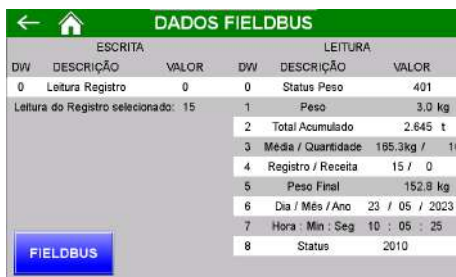 DADOS FIELDBUS
ESCRITA
DW DESCRIÇÃO VALOR
0 Leitura Registro 0
Leitura do Registro selecionado: 15
FIELDBUS
LEITURA
DW DESCRIÇÃO VALOR
0 Status Peso 401
1 Peso 3.0 kg
2 Total Acumulado 2.645 t
3 Média / Quantidade 165.3kg /
4 Registro / Receita 15 / 0
5 Peso Final 152.8 kg
6 Dia / Mês / Ano 23 / 05 / 2023
7 Hora : Min : Seg 10 : 05 : 25
8 Status 2010